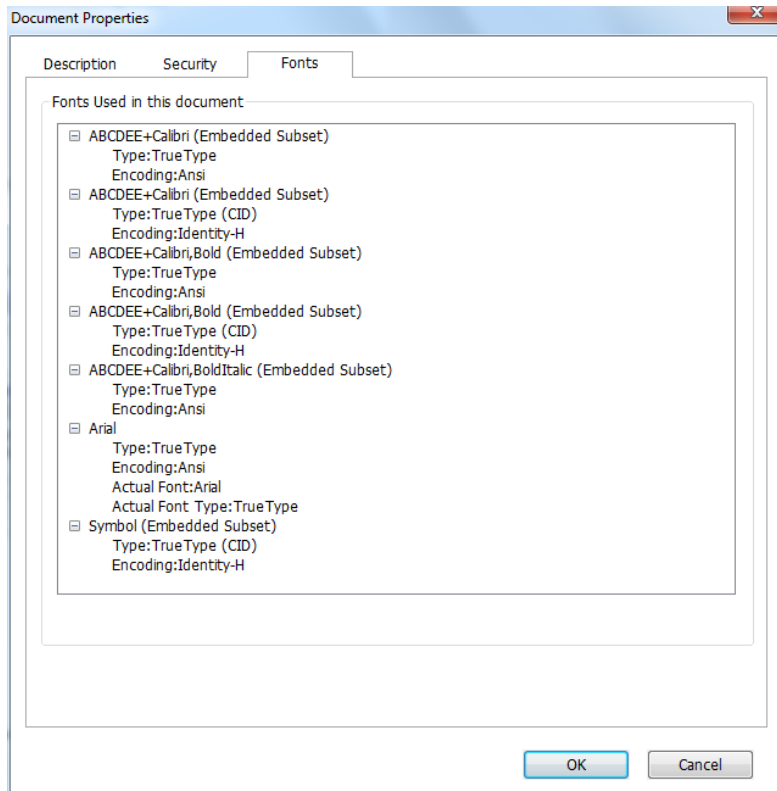 Document Properties
Description Security Fonts
Fonts Used in this document
ABCDEE+Calibri (Embedded Subset)
Type:TrueType
Encoding:Ansi
ABCDEE+Calibri (Embedded Subset)
Type:TrueType (CID)
Encoding:Identity-H
ABCDEE+Calibri,Bold (Embedded Subset)
Type:TrueType
Encoding:Ansi
ABCDEE+Calibri,Bold (Embedded Subset)
Type:TrueType (CID)
Encoding:Identity-H
ABCDEE+Calibri,BoldItalic (Embedded Subset)
Type:TrueType
Encoding:Ansi
Arial
Type:TrueType
Encoding:Ansi
Actual Font:Arial
Actual Font Type:TrueType
Symbol (Embedded Subset)
Type:TrueType (CID)
Encoding:Identity-H
OK Cancel